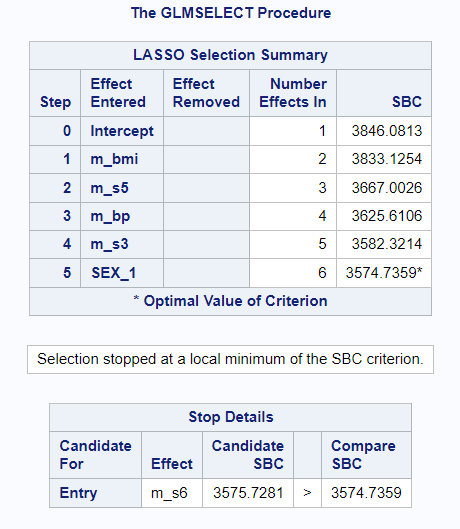 The GLMSELECT Procedure
LASSO Selection Summary
Step Effect Entered Effect Removed Number Effects In SBC
0 Intercept 1 3846.0813
1 m_bmi 2 3833.1254
2 m_s5 3 3667.0026
3 m_bp 4 3625.6106
4 m_s3 5 3582.3214
5 SEX_1 6 3574.7359*
* Optimal Value of Criterion
Selection stopped at a local minimum of the SBC criterion.
Stop Details
Candidate For Effect Candidate SBC Compare SBC
Entry m_s6 3575.7281 > 3574.7359